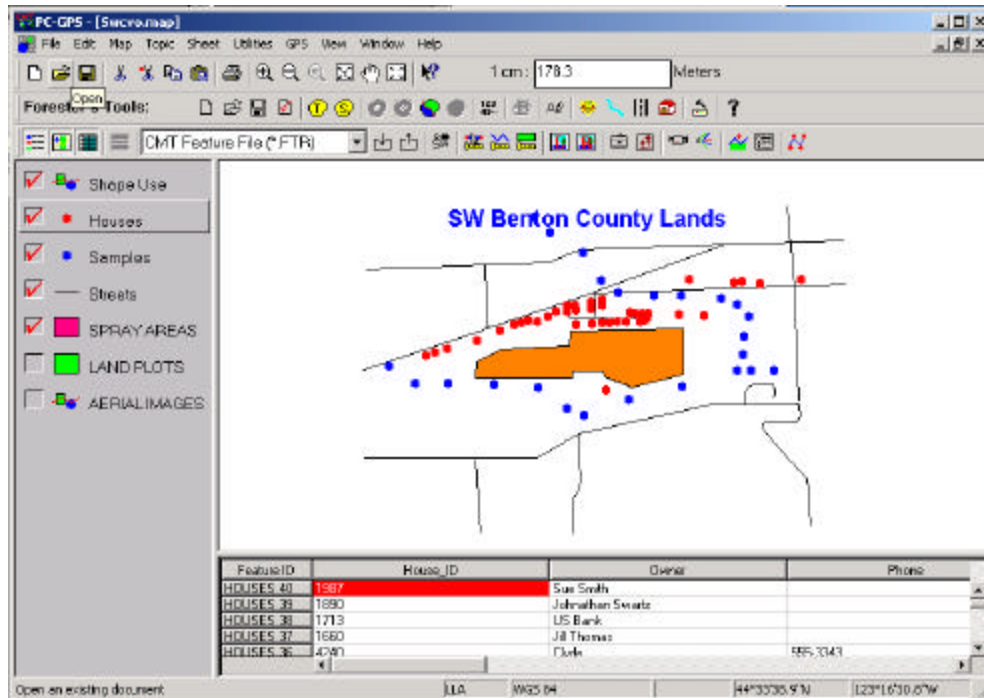 PC-GPS - [Swcvo.map]
File Edit Map Topic Sheet Utilities GPS View Window Help
1 cm : 178.3 Meters
Open
Forester's Tools:
CMT Feature File (*.FTR)
Shape Use
Houses
Samples
Streets
SPRAY AREAS
LAND PLOTS
AERIAL IMAGES
SW Benton County Lands
Feature ID House_ID Owner Phone
HOUSES 40 1987 Sue Smith
HOUSES 39 1890 Johnathan Swartz
HOUSES 38 1713 US Bank
HOUSES 37 1660 Jill Thomas
HOUSES 36 4240 Clyde 555-3343
Open an existing document LLA WGS 84